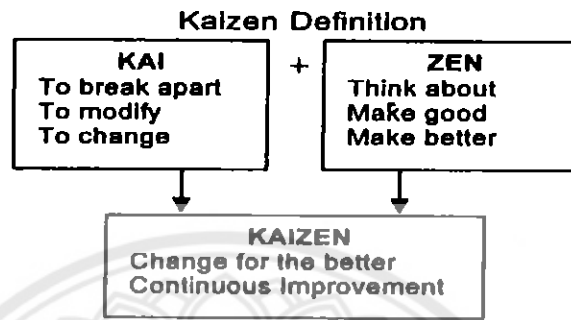 Kaizen Definition
KAI
To break apart
To modify
To change
+
ZEN
Think about
Make good
Make better
KAIZEN
Change for the better
Continuous Improvement